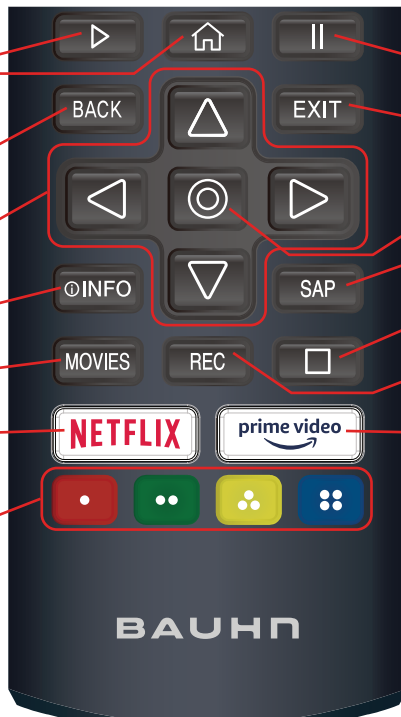 BACK
EXIT
INFO
SAP
MOVIES
REC
NETFLIX
prime video
BAUHN